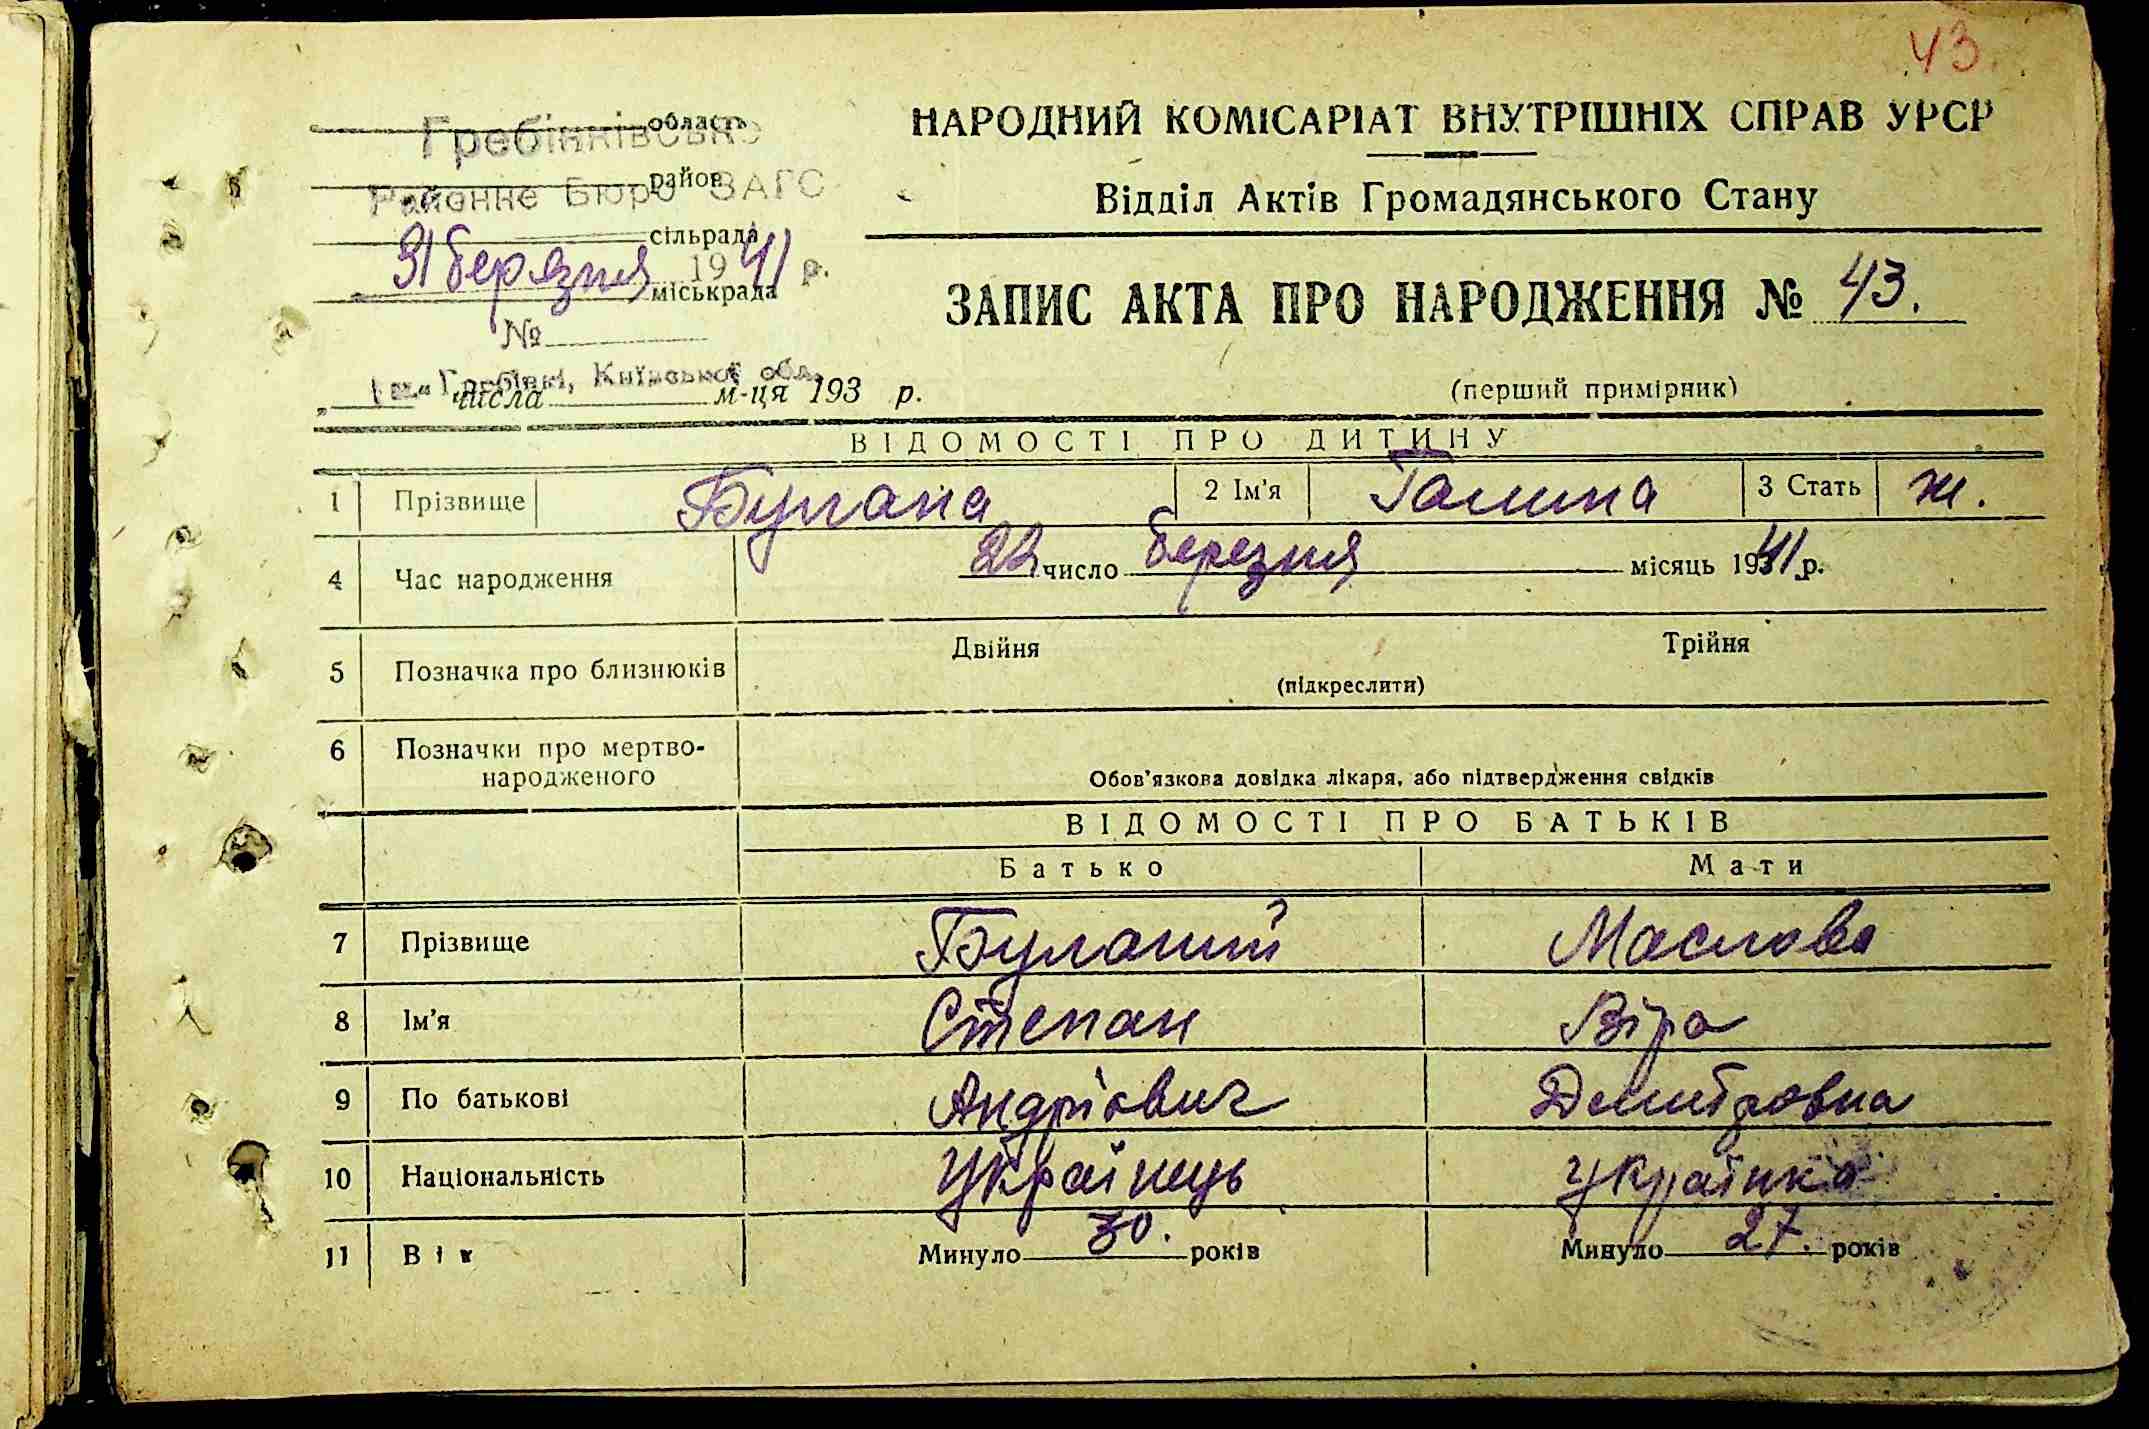 43.
область
Гребінківське
район
Районне Бюро ЗАГС
сільрада
31 березня 1941 р.
міськрада
№
Гребінкі, Київської обл.
числа м-ця 193 р.
НАРОДНИЙ КОМІСАРІАТ ВНУТРІШНІХ СПРАВ УРСР
Відділ Актів Громадянського Стану
ЗАПИС АКТА ПРО НАРОДЖЕННЯ № 43.
(перший примірник)
ВІДОМОСТІ ПРО ДИТИНУ
1 Прізвище Булана 2 Ім'я Галина 3 Стать ж.
4 Час народження 22 число березня місяць 1941 р.
5 Позначка про близнюків Двійня Трійня
(підкреслити)
6 Позначки про мертво-
народженого
Обов'язкова довідка лікаря, або підтвердження свідків
ВІДОМОСТІ ПРО БАТЬКІВ
Батько Мати
7 Прізвище Буланий Маслова
8 Ім'я Степан Віра
9 По батькові Андріович Демитровна
10 Національність Українець Українка
11 Вік Минуло 30. років Минуло 27. років